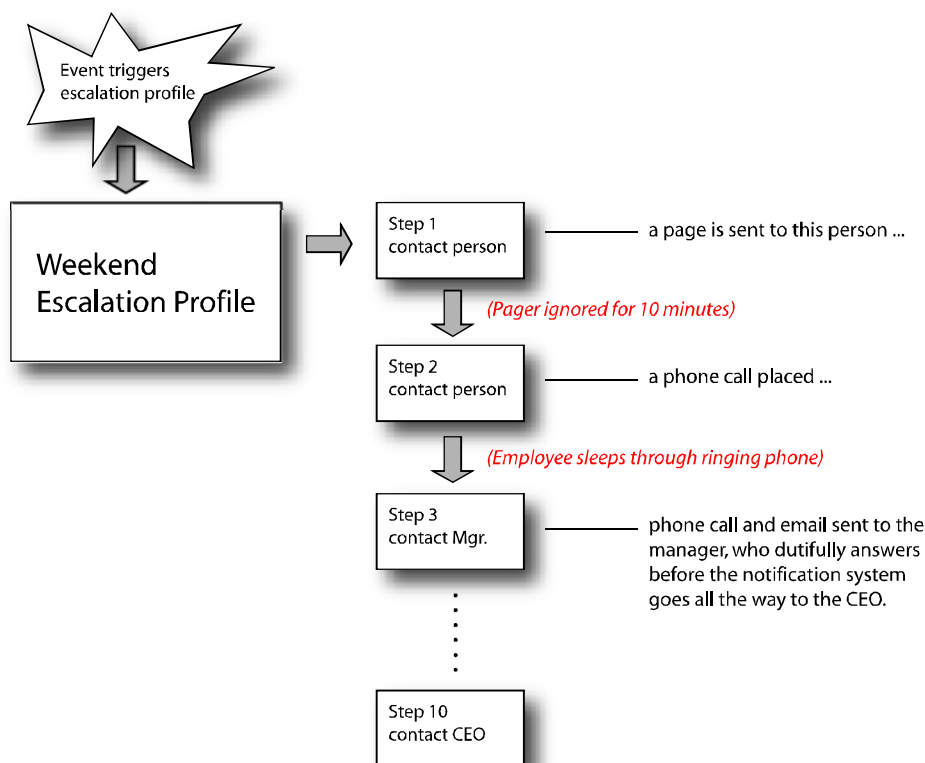 Event triggers
escalation profile
Weekend
Escalation Profile
Step 1
contact person
a page is sent to this person ...
(Pager ignored for 10 minutes)
Step 2
contact person
a phone call placed ...
(Employee sleeps through ringing phone)
Step 3
contact Mgr.
phone call and email sent to the
manager, who dutifully answers
before the notification system
goes all the way to the CEO.
Step 10
contact CEO